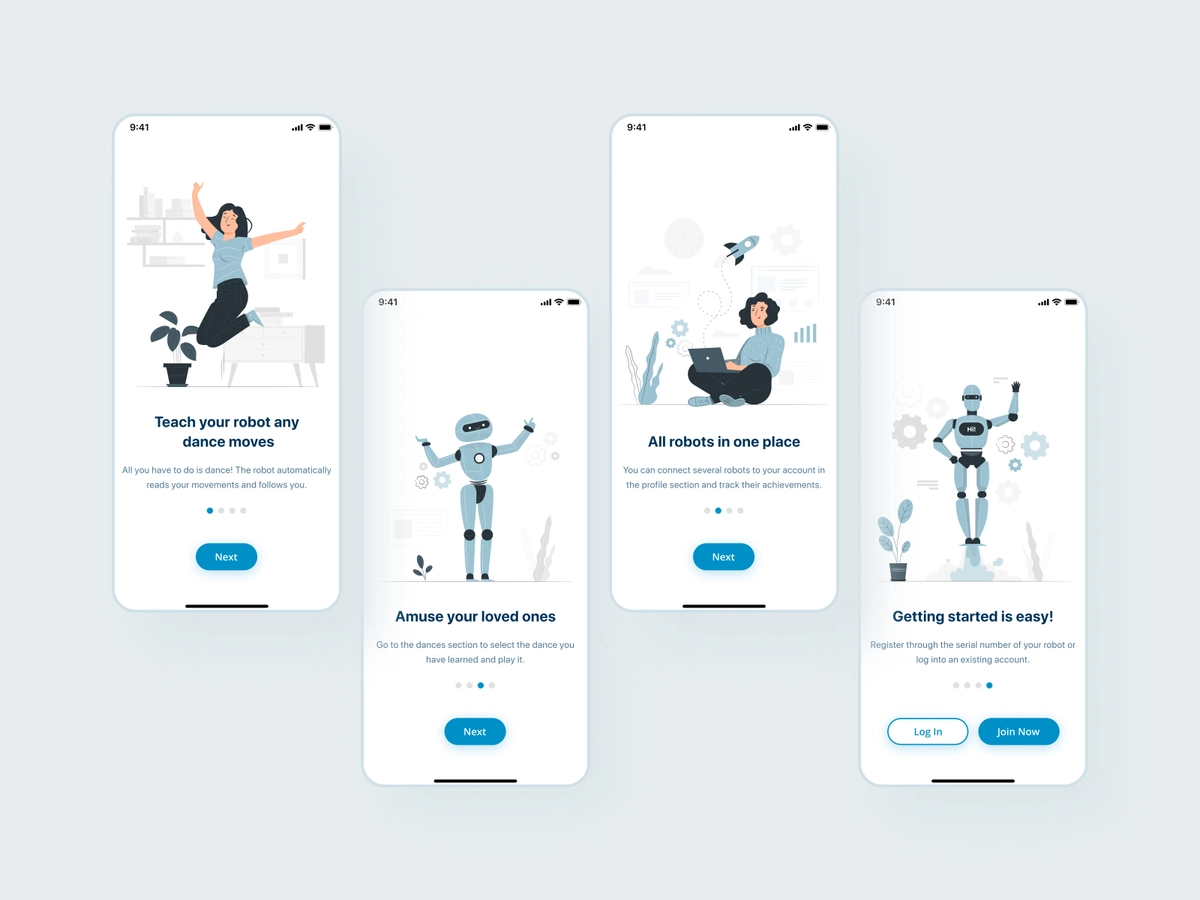 9:41
Teach your robot any
dance moves
All you have to do is dance! The robot automatically
reads your movements and follows you.
Next
9:41
Amuse your loved ones
Go to the dances section to select the dance you
have learned and play it.
Next
9:41
All robots in one place
You can connect several robots to your account in
the profile section and track their achievements.
Next
9:41
Hi!
Getting started is easy!
Register through the serial number of your robot or
log into an existing account.
Log In
Join Now